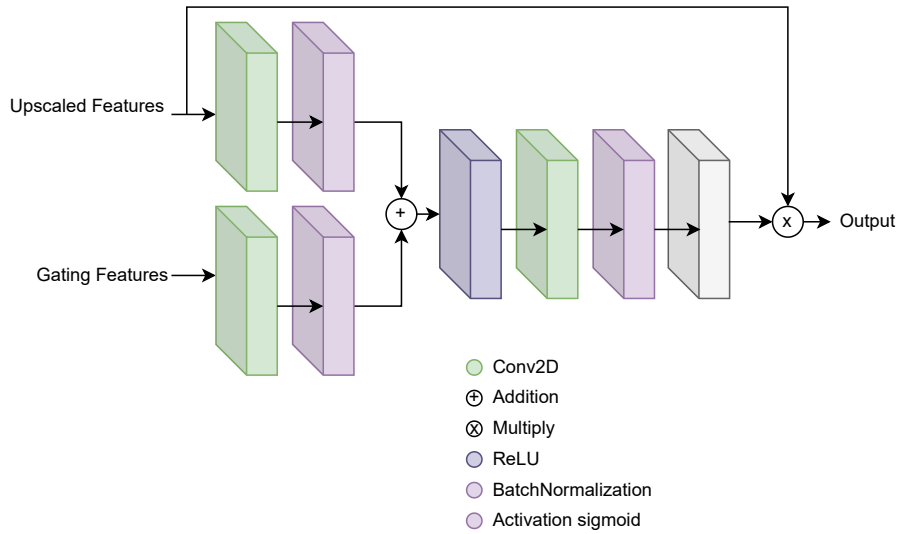 Upscaled Features
+
Output
x
Gating Features
Conv2D
+ Addition
x Multiply
ReLU
BatchNormalization
Activation sigmoid